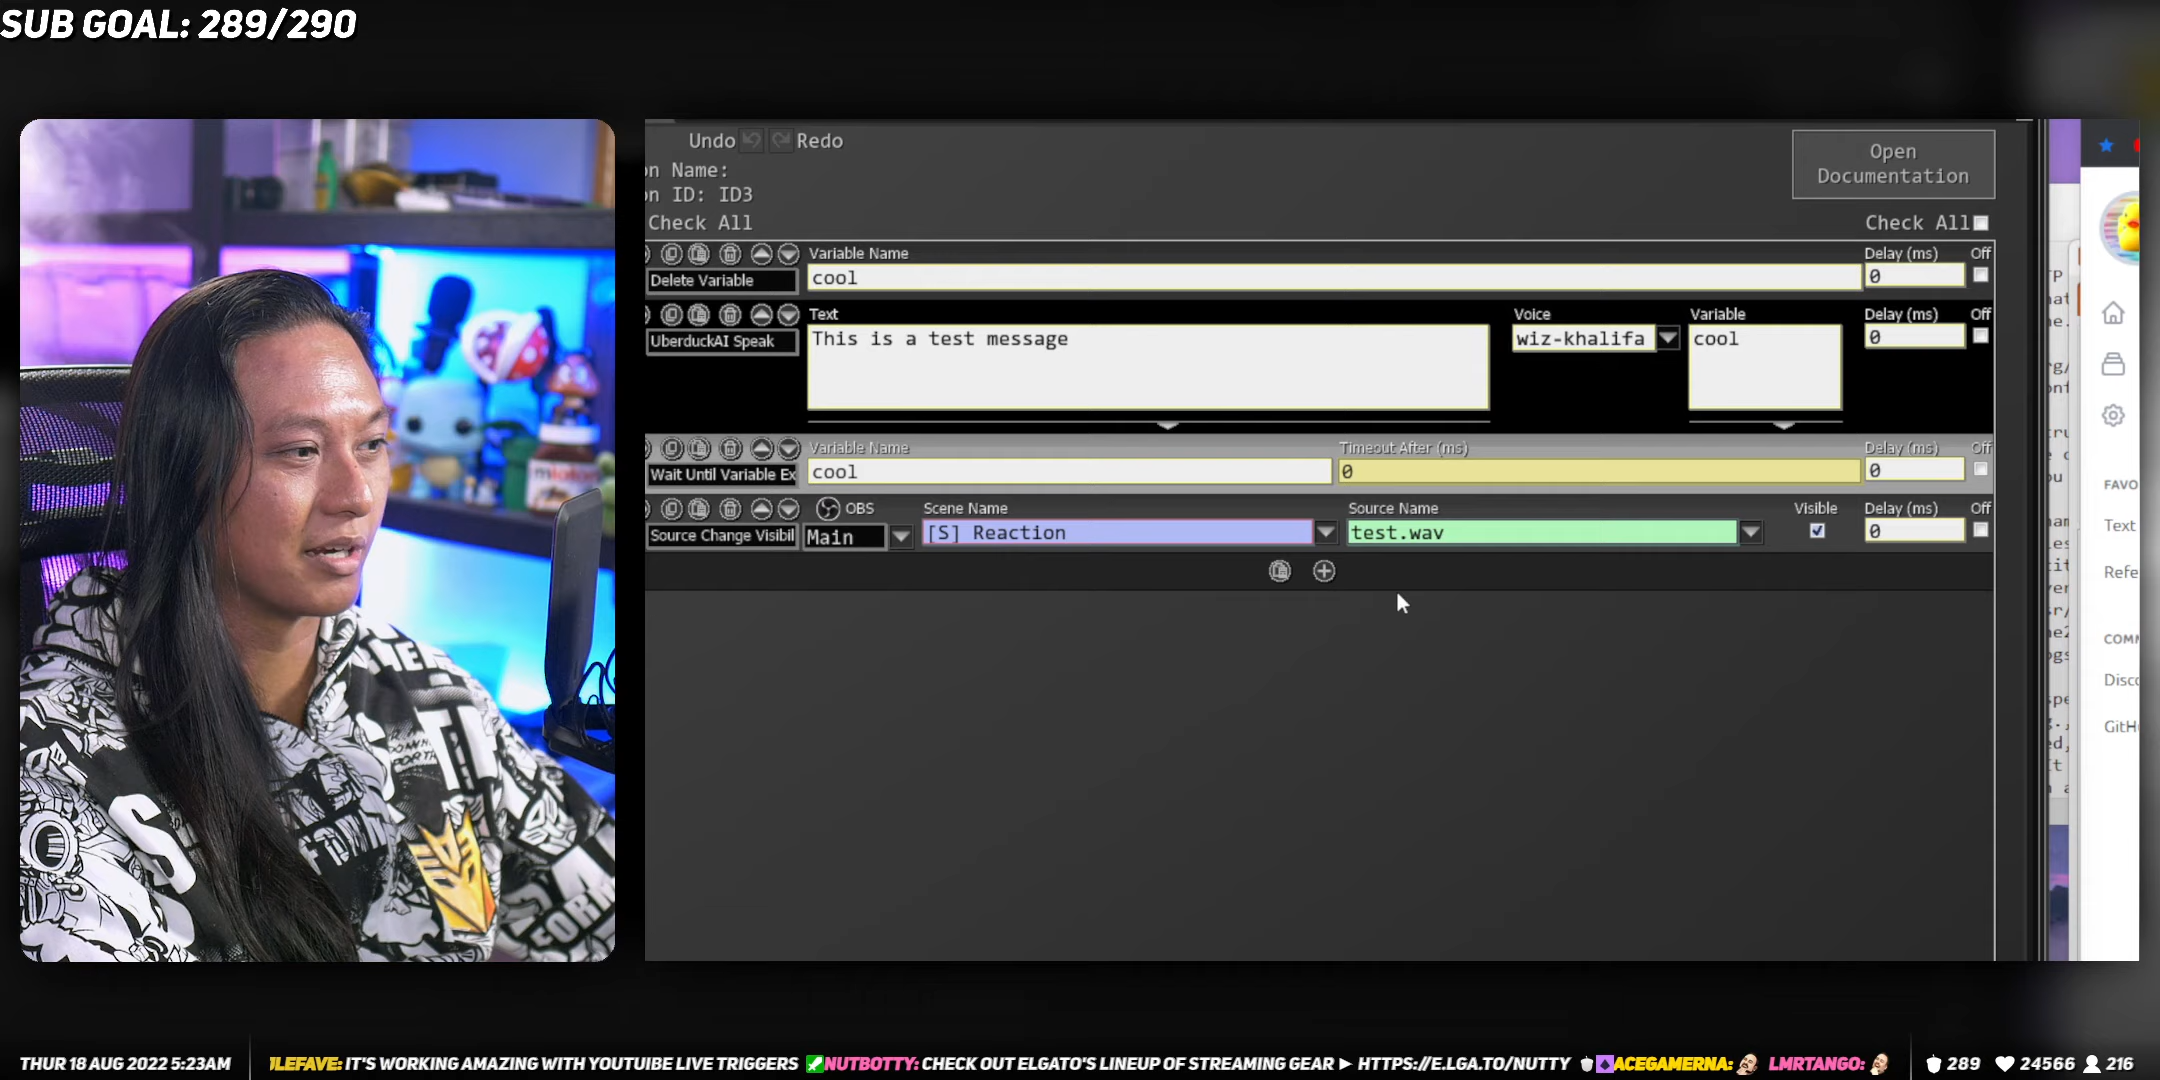 SUB GOAL: 289/290
Undo Redo
on Name:
on ID: ID3
Check All
Open
Documentation
Check All
Variable Name
Delay (ms) Off
Delete Variable cool 0
Text Voice Variable Delay (ms) Off
UberduckAI Speak This is a test message wiz-khalifa cool 0
Variable Name Timeout After (ms) Delay (ms) Off
Wait Until Variable Ex cool 0 0
OBS Scene Name Source Name Visible Delay (ms) Off
Source Change Visibil Main [S] Reaction test.wav 0
FAVO
Text
Refe
COMM
Disco
GitH
THUR 18 AUG 2022 5:23AM
LEFAVE: IT'S WORKING AMAZING WITH YOUTUIBE LIVE TRIGGERS NUTBOTTY: CHECK OUT ELGATO'S LINEUP OF STREAMING GEAR ► HTTPS://E.LGA.TO/NUTTY ACEGAMERNA: LMRTANGO:
289 24566 216